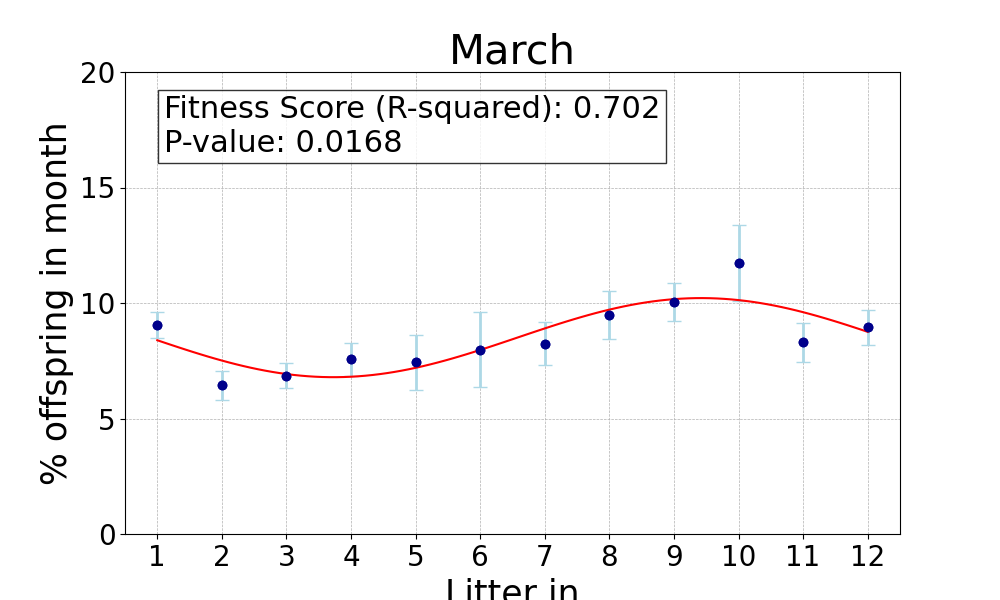 March
Fitness Score (R-squared): 0.702
P-value: 0.0168
% offspring in month
20
15
10
5
0
1 2 3 4 5 6 7 8 9 10 11 12
Litter in